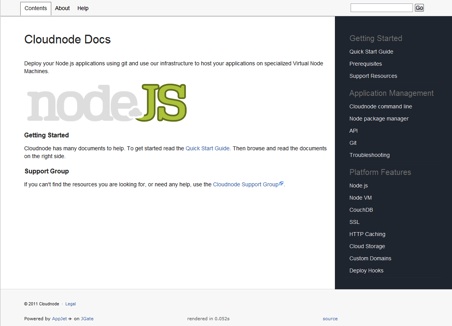 Contents About Help Go
Cloudnode Docs
Deploy your Node.js applications using git and use our infrastructure to host your applications on specialized Virtual Node
Machines.
nodeJS
Getting Started
Cloudnode has many documents to help. To get started read the Quick Start Guide. Then browse and read the documents
on the right side.
Support Group
If you can't find the resources you are looking for, or need any help, use the Cloudnode Support Group.
Getting Started
Quick Start Guide
Prerequisites
Support Resources
Application Management
Cloudnode command line
Node package manager
API
Git
Troubleshooting
Platform Features
Node.js
Node VM
CouchDB
SSL
HTTP Caching
Cloud Storage
Custom Domains
Deploy Hooks
© 2011 Cloudnode - Legal
Powered by AppJet on XGate rendered in 0.052s source